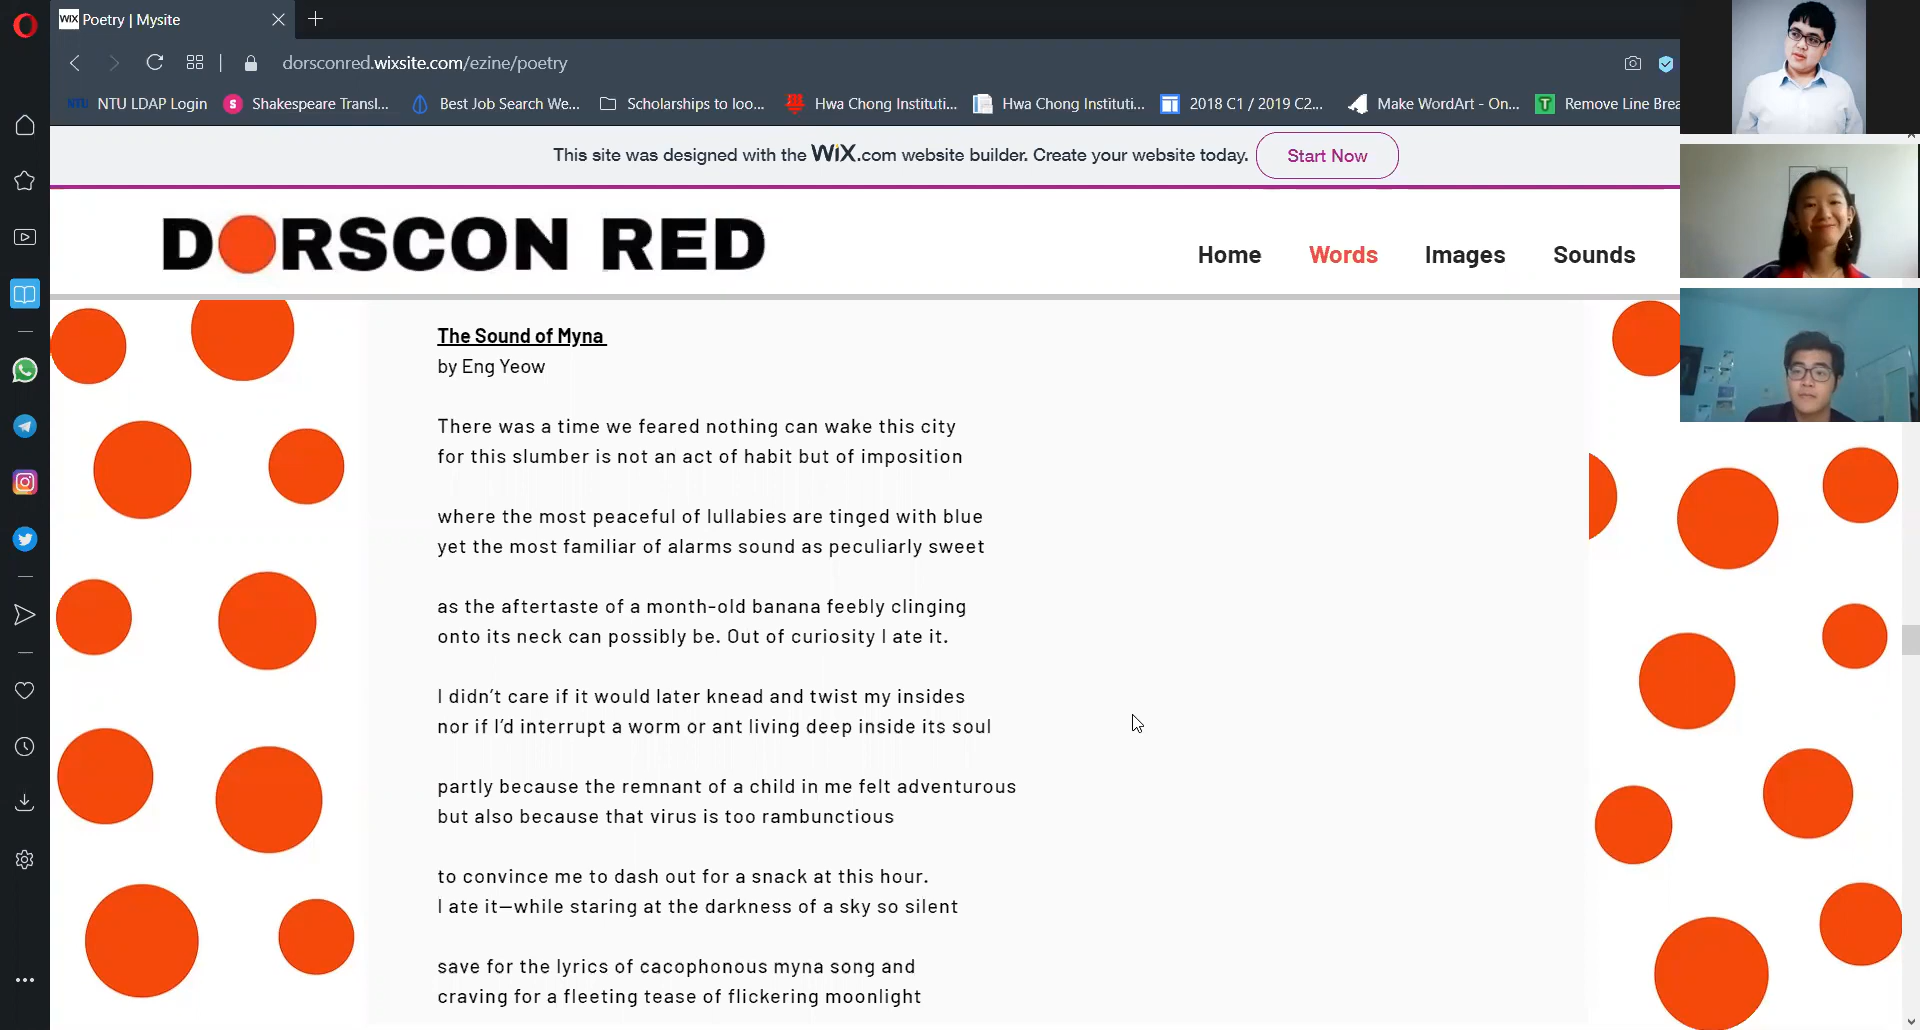 WiX Poetry | Mysite
dorsconred.wixsite.com/ezine/poetry
NTU NTU LDAP Login
S Shakespeare Transl...
Best Job Search We...
Scholarships to loo...
Hwa Chong Instituti...
Hwa Chong Instituti...
2018 C1 / 2019 C2...
Make WordArt - On...
T Remove Line Brea
This site was designed with the WiX.com website builder. Create your website today.
Start Now
DORSCON RED
Home Words Images Sounds
The Sound of Myna
by Eng Yeow
There was a time we feared nothing can wake this city
for this slumber is not an act of habit but of imposition
where the most peaceful of lullabies are tinged with blue
yet the most familiar of alarms sound as peculiarly sweet
as the aftertaste of a month-old banana feebly clinging
onto its neck can possibly be. Out of curiosity I ate it.
I didn’t care if it would later knead and twist my insides
nor if I’d interrupt a worm or ant living deep inside its soul
partly because the remnant of a child in me felt adventurous
but also because that virus is too rambunctious
to convince me to dash out for a snack at this hour.
I ate it—while staring at the darkness of a sky so silent
save for the lyrics of cacophonous myna song and
craving for a fleeting tease of flickering moonlight